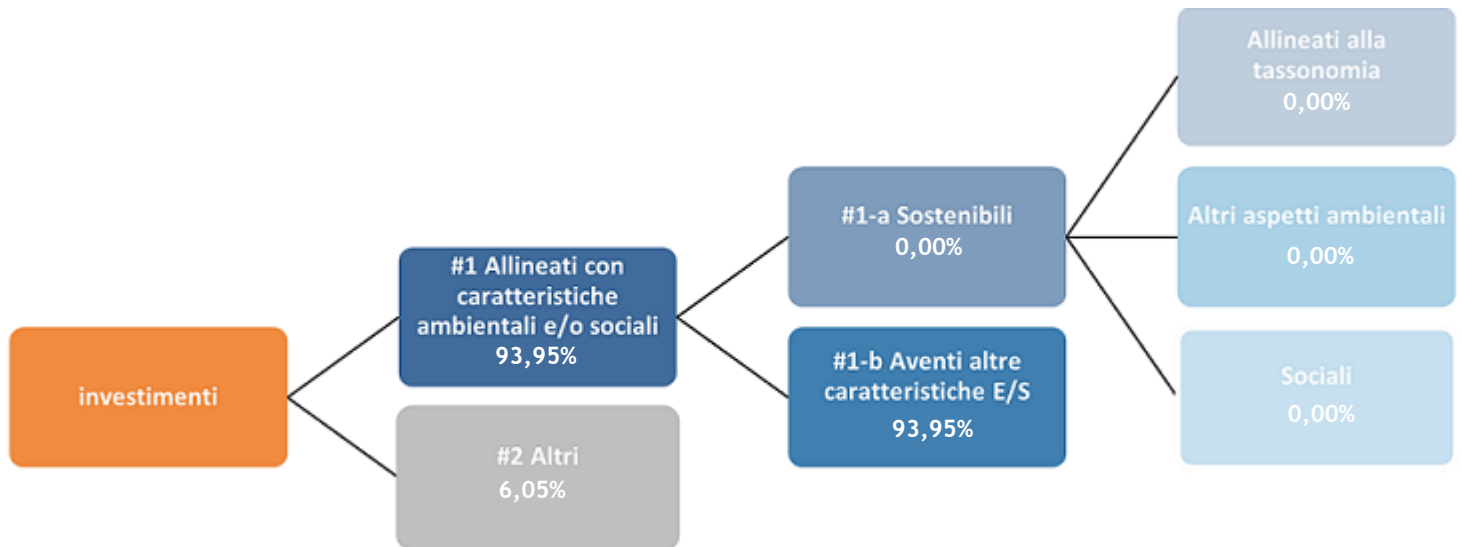 investimenti
#1 Allineati con
caratteristiche
ambientali e/o sociali
93,95%
#2 Altri
6,05%
#1-a Sostenibili
0,00%
#1-b Aventi altre
caratteristiche E/S
93,95%
Allineati alla
tassonomia
0,00%
Altri aspetti ambientali
0,00%
Sociali
0,00%